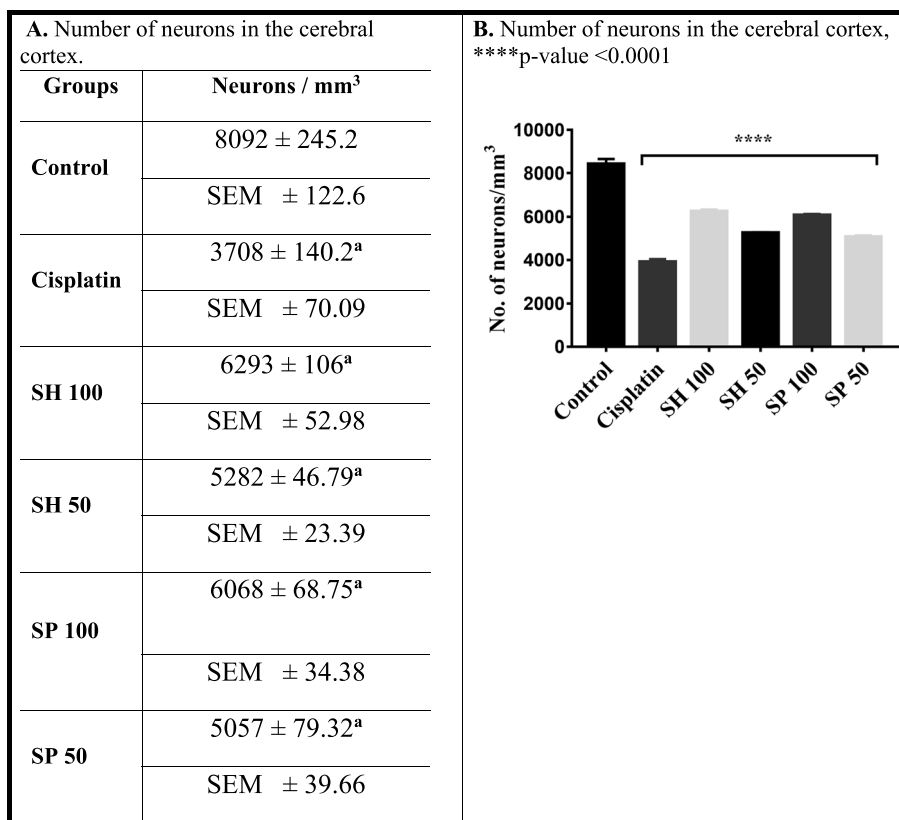 A. Number of neurons in the cerebral
cortex.
Groups Neurons / mm³
Control
8092 ± 245.2
SEM ± 122.6
Cisplatin
3708 ± 140.2ᵃ
SEM ± 70.09
SH 100
6293 ± 106ᵃ
SEM ± 52.98
SH 50
5282 ± 46.79ᵃ
SEM ± 23.39
SP 100
6068 ± 68.75ᵃ
SEM ± 34.38
SP 50
5057 ± 79.32ᵃ
SEM ± 39.66
B. Number of neurons in the cerebral cortex,
****p-value <0.0001
No. of neurons/mm³
10000
8000
6000
4000
2000
0
****
Control
Cisplatin
SH 100
SH 50
SP 100
SP 50